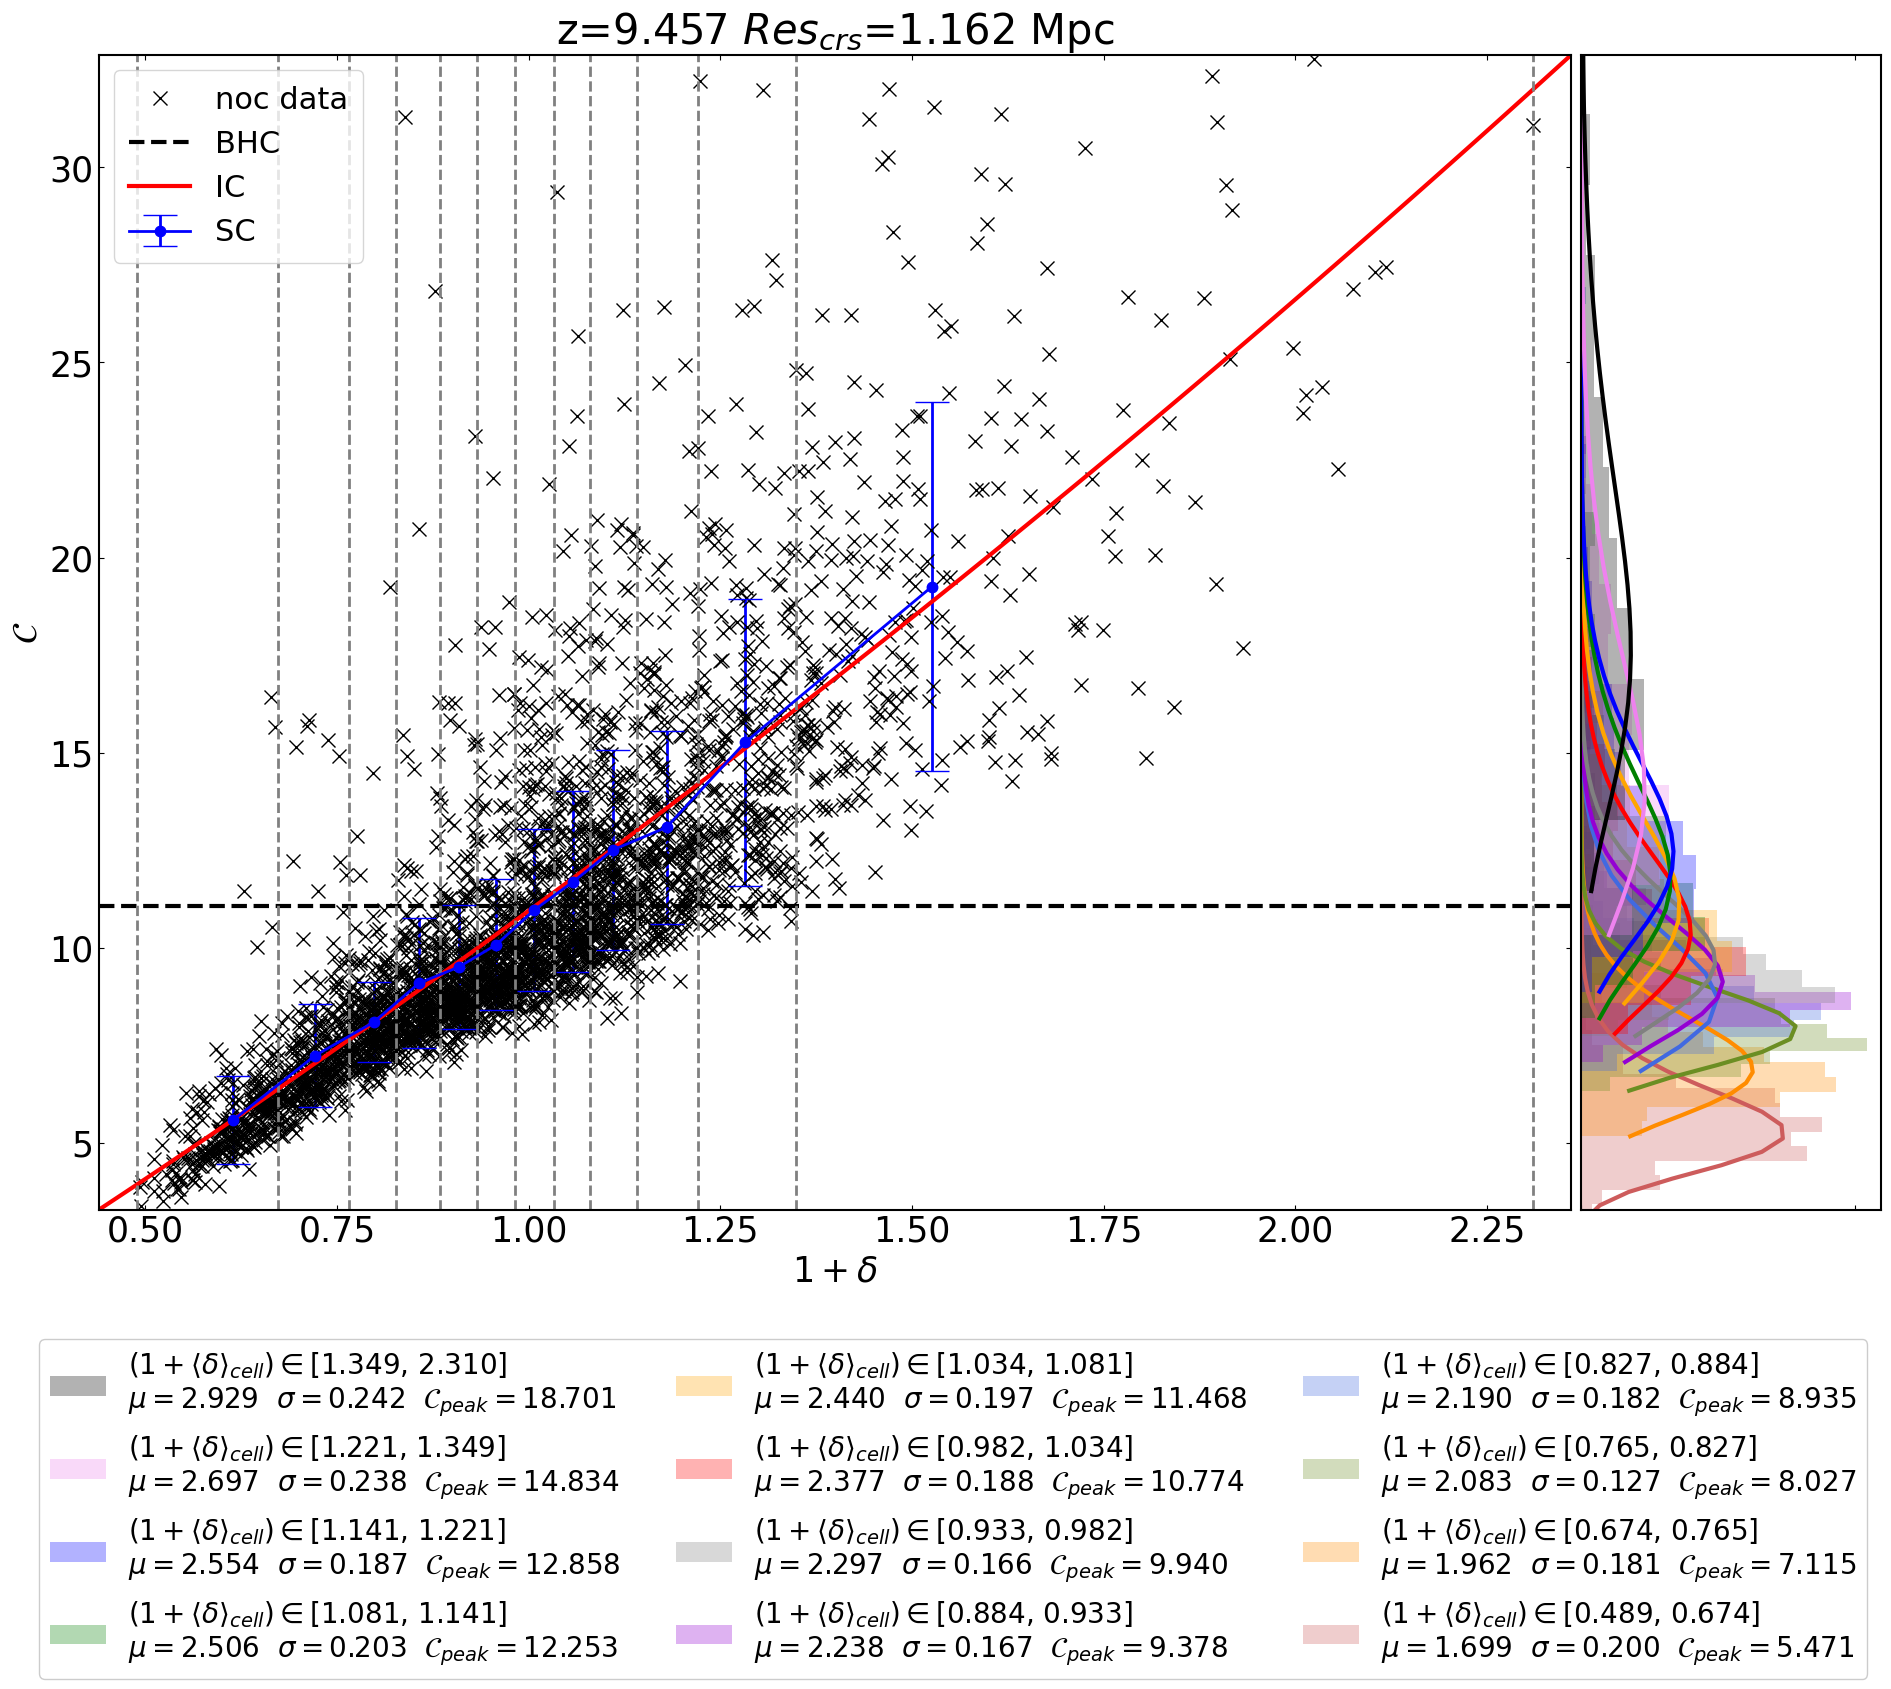 z=9.457 Res_crs=1.162 Mpc
noc data
BHC
IC
SC
30
25
20
15
10
5
𝒞
0.50 0.75 1.00 1.25 1.50 1.75 2.00 2.25
1 + δ
(1 + ⟨δ⟩_cell) ∈ [1.349, 2.310]
μ = 2.929 σ = 0.242 𝒞_peak = 18.701
(1 + ⟨δ⟩_cell) ∈ [1.221, 1.349]
μ = 2.697 σ = 0.238 𝒞_peak = 14.834
(1 + ⟨δ⟩_cell) ∈ [1.141, 1.221]
μ = 2.554 σ = 0.187 𝒞_peak = 12.858
(1 + ⟨δ⟩_cell) ∈ [1.081, 1.141]
μ = 2.506 σ = 0.203 𝒞_peak = 12.253
(1 + ⟨δ⟩_cell) ∈ [1.034, 1.081]
μ = 2.440 σ = 0.197 𝒞_peak = 11.468
(1 + ⟨δ⟩_cell) ∈ [0.982, 1.034]
μ = 2.377 σ = 0.188 𝒞_peak = 10.774
(1 + ⟨δ⟩_cell) ∈ [0.933, 0.982]
μ = 2.297 σ = 0.166 𝒞_peak = 9.940
(1 + ⟨δ⟩_cell) ∈ [0.884, 0.933]
μ = 2.238 σ = 0.167 𝒞_peak = 9.378
(1 + ⟨δ⟩_cell) ∈ [0.827, 0.884]
μ = 2.190 σ = 0.182 𝒞_peak = 8.935
(1 + ⟨δ⟩_cell) ∈ [0.765, 0.827]
μ = 2.083 σ = 0.127 𝒞_peak = 8.027
(1 + ⟨δ⟩_cell) ∈ [0.674, 0.765]
μ = 1.962 σ = 0.181 𝒞_peak = 7.115
(1 + ⟨δ⟩_cell) ∈ [0.489, 0.674]
μ = 1.699 σ = 0.200 𝒞_peak = 5.471